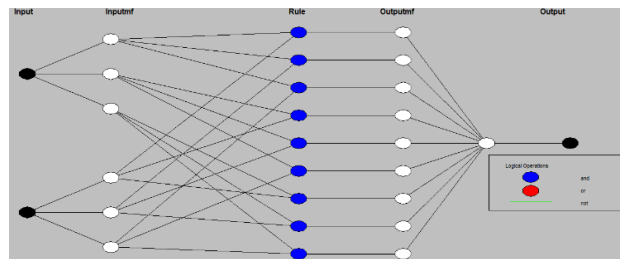 Input Inputmf Rule Outputmf Output
Logical Operations
and
or
not